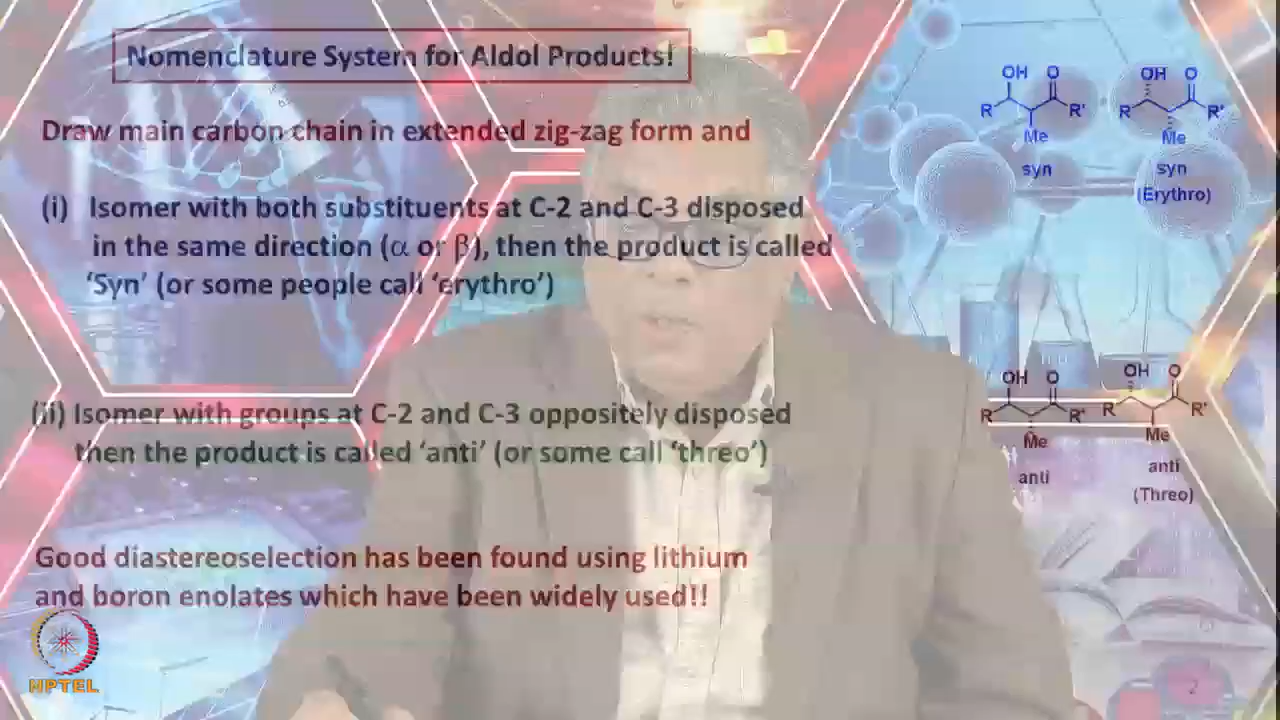 Nomenclature System for Aldol Products!
Draw main carbon chain in extended zig-zag form and
(i) Isomer with both substituents at C-2 and C-3 disposed
in the same direction (α or β), then the product is called
‘Syn’ (or some people call ‘erythro’)
(ii) Isomer with groups at C-2 and C-3 oppositely disposed
then the product is called ‘anti’ (or some call ‘threo’)
Good diastereoselection has been found using lithium
and boron enolates which have been widely used!!
OH O
R R'
Me
syn
OH O
R R'
Me
syn
(Erythro)
OH O
R R'
Me
anti
OH O
R R'
Me
anti
(Threo)
NPTEL
2